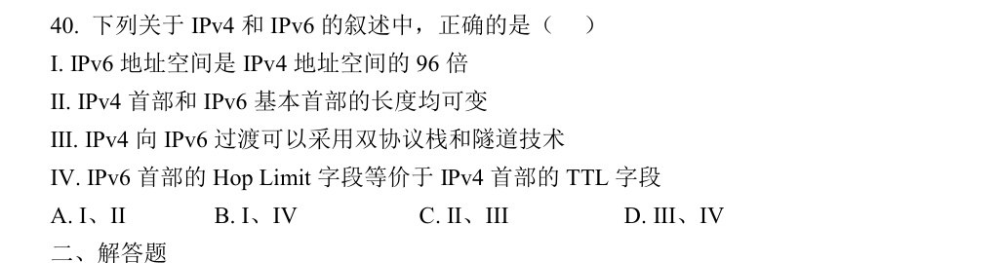 40. 下列关于 IPv4 和 IPv6 的叙述中，正确的是（    ）
I. IPv6 地址空间是 IPv4 地址空间的 96 倍
II. IPv4 首部和 IPv6 基本首部的长度均可变
III. IPv4 向 IPv6 过渡可以采用双协议栈和隧道技术
IV. IPv6 首部的 Hop Limit 字段等价于 IPv4 首部的 TTL 字段
A. I、II    B. I、IV    C. II、III    D. III、IV
二、解答题